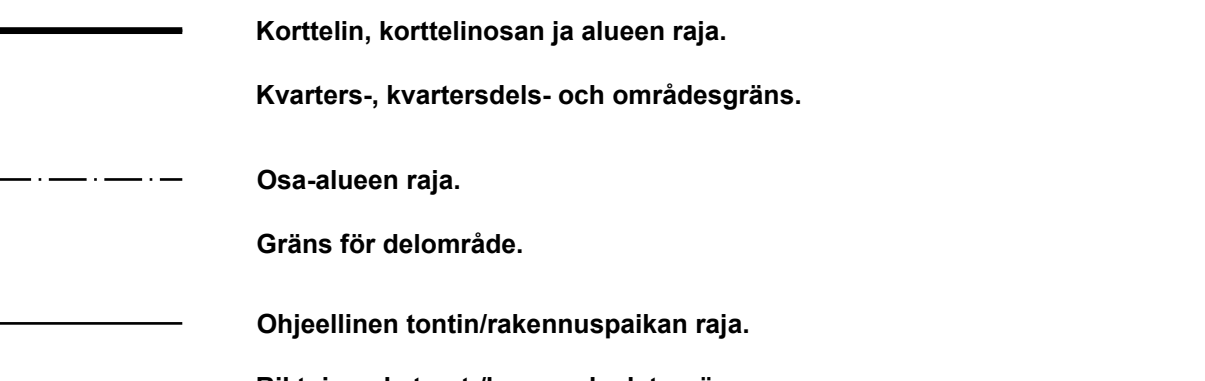 Korttelin, korttelinosan ja alueen raja.
Kvarters-, kvartersdels- och områdesgräns.
Osa-alueen raja.
Gräns för delområde.
Ohjeellinen tontin/rakennuspaikan raja.